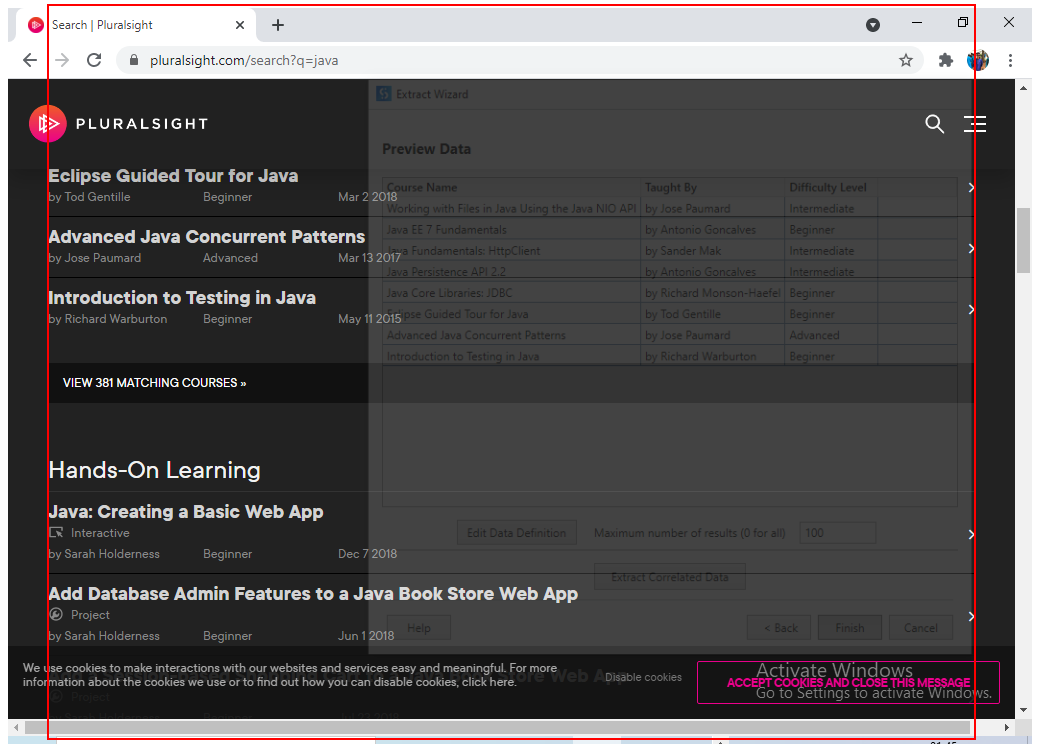 Search | Pluralsight
pluralsight.com/search?q=java
Extract Wizard
PLURALSIGHT
Preview Data
Course Name Taught By Difficulty Level
Working with Files in Java Using the Java NIO API by Jose Paumard Intermediate
Java EE 7 Fundamentals by Antonio Goncalves Beginner
Java Fundamentals: HttpClient by Sander Mak Intermediate
Java Persistence API 2.2 by Antonio Goncalves Intermediate
Java Core Libraries: JDBC by Richard Monson-Haefel Beginner
Eclipse Guided Tour for Java by Tod Gentille Beginner
Advanced Java Concurrent Patterns by Jose Paumard Advanced
Introduction to Testing in Java by Richard Warburton Beginner
Eclipse Guided Tour for Java
by Tod Gentille Beginner Mar 2 2018
Advanced Java Concurrent Patterns
by Jose Paumard Advanced Mar 13 2017
Introduction to Testing in Java
by Richard Warburton Beginner May 11 2015
VIEW 381 MATCHING COURSES »
Hands-On Learning
Java: Creating a Basic Web App
Interactive
by Sarah Holderness Beginner Dec 7 2018
Edit Data Definition Maximum number of results (0 for all) 100
Extract Correlated Data
Add Database Admin Features to a Java Book Store Web App
Project
by Sarah Holderness Beginner Jun 1 2018
Help < Back Finish Cancel
We use cookies to make interactions with our websites and services easy and meaningful. For more
information about the cookies we use or to find out how you can disable cookies, click here.
Disable cookies
ACCEPT COOKIES AND CLOSE THIS MESSAGE
Activate Windows
Go to Settings to activate Windows.
Project